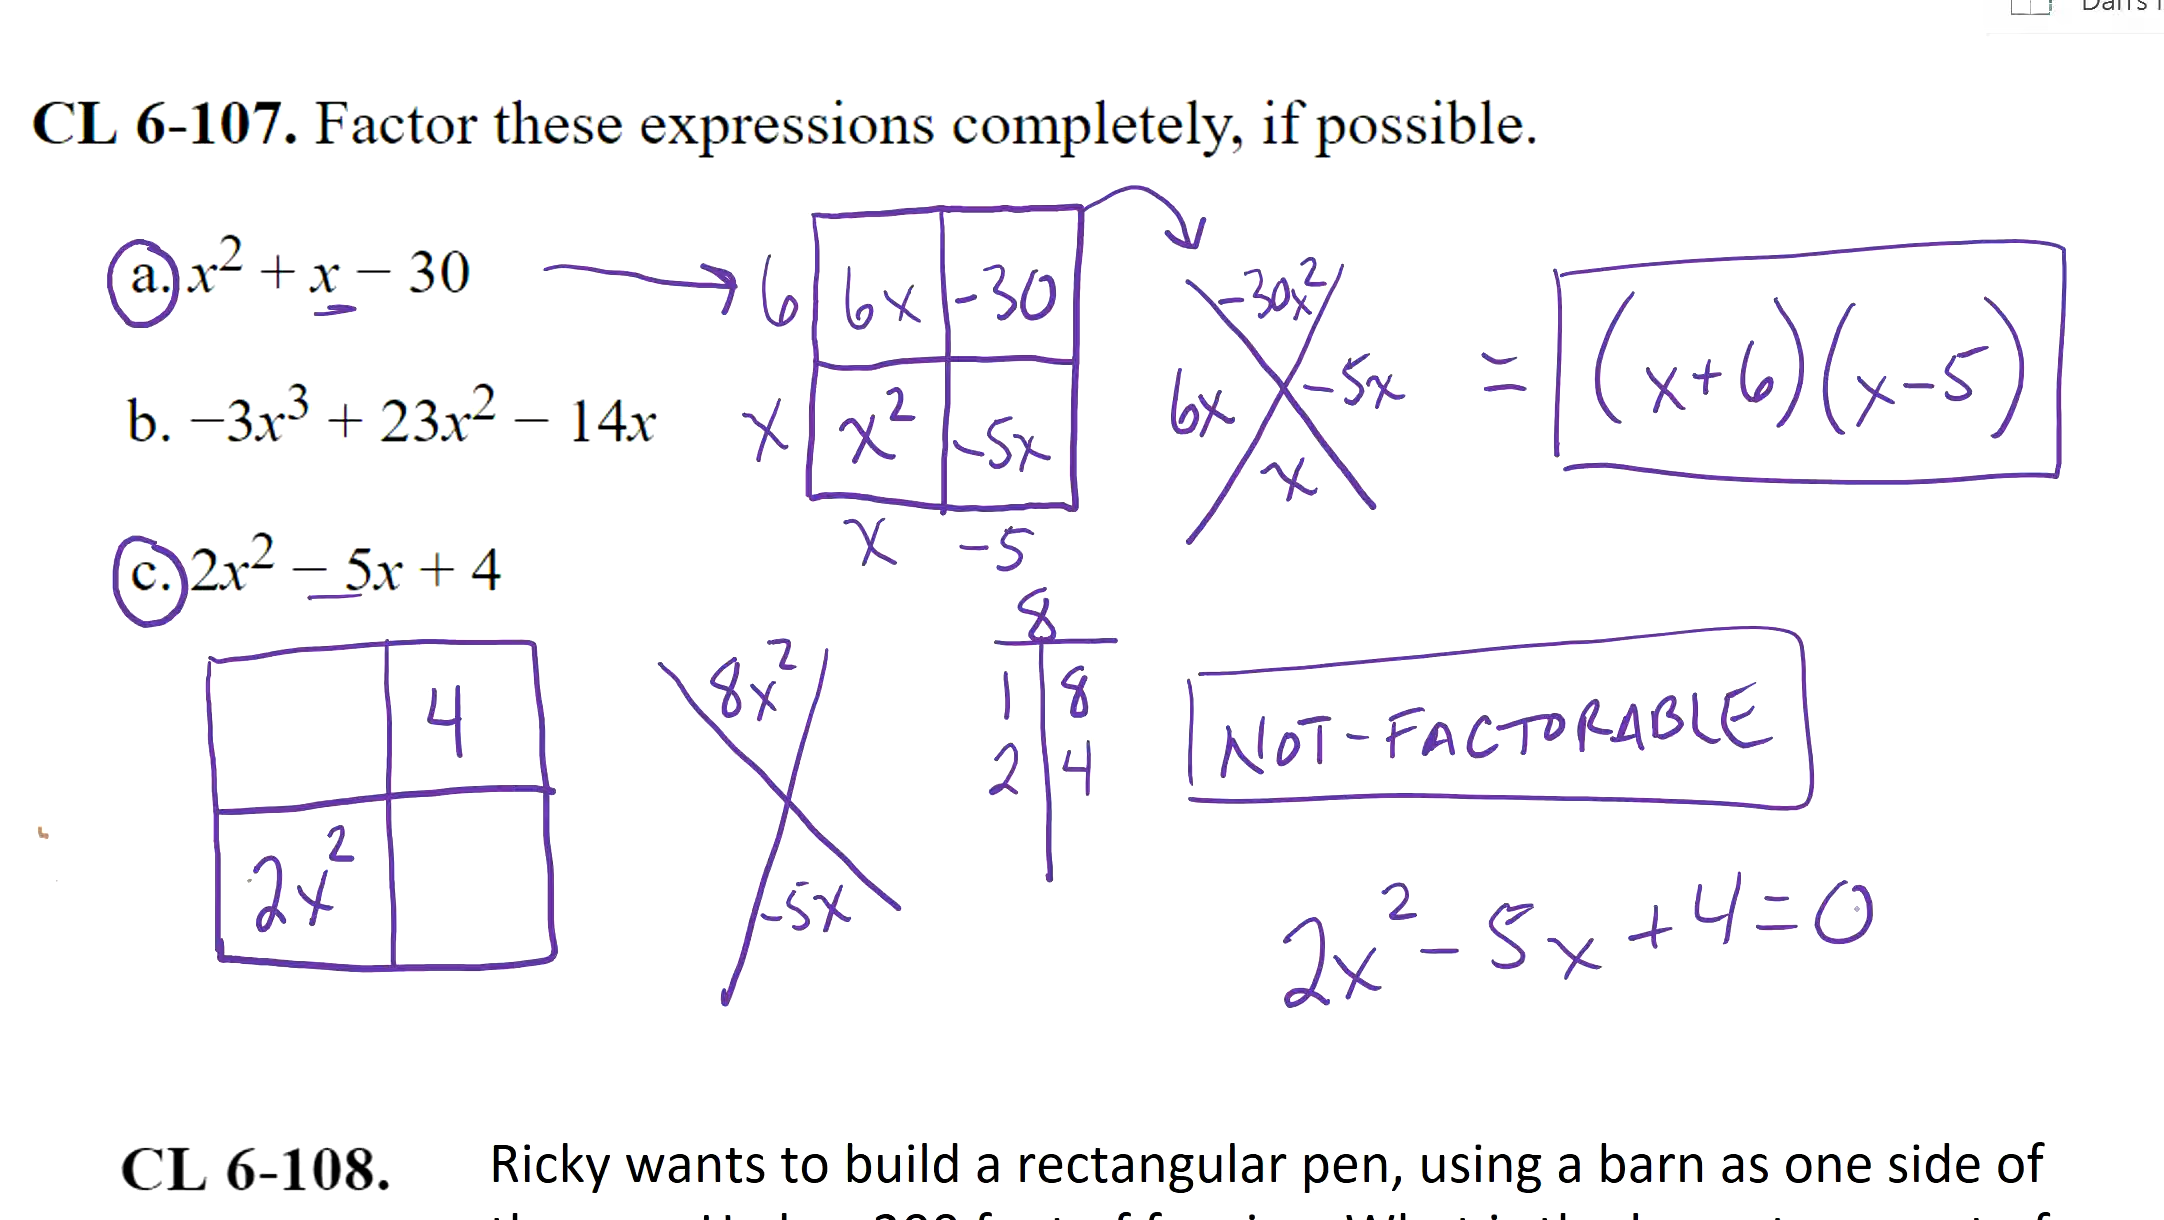 CL 6-107. Factor these expressions completely, if possible.
a. x² + x − 30
6 | 6x | -30
x | x² | -5x
x -5
-30x²
6x -5x
x
= (x+6)(x-5)
b. −3x³ + 23x² − 14x
c. 2x² − 5x + 4
4
2x²
8x²
-5x
8
1 | 8
2 | 4
NOT-FACTORABLE
2x² - 5x + 4 = 0
CL 6-108. Ricky wants to build a rectangular pen, using a barn as one side of